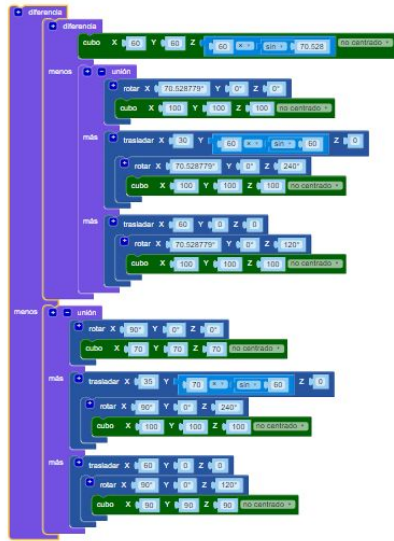 diferencia
diferencia
cubo X 60 Y 60 Z 60 × sin 70.528 no centrado
menos unión
rotar X 70.528779° Y 0° Z 0°
cubo X 100 Y 100 Z 100 no centrado
más trasladar X 30 Y 60 × sin 60 Z 0
rotar X 70.528779° Y 0° Z 240°
cubo X 100 Y 100 Z 100 no centrado
más trasladar X 60 Y 0 Z 0
rotar X 70.528779° Y 0° Z 120°
cubo X 100 Y 100 Z 100 no centrado
menos unión
rotar X 90° Y 0° Z 0°
cubo X 70 Y 70 Z 70 no centrado
más trasladar X 35 Y 70 × sin 60 Z 0
rotar X 90° Y 0° Z 240°
cubo X 100 Y 100 Z 100 no centrado
más trasladar X 60 Y 0 Z 0
rotar X 90° Y 0° Z 120°
cubo X 90 Y 90 Z 90 no centrado